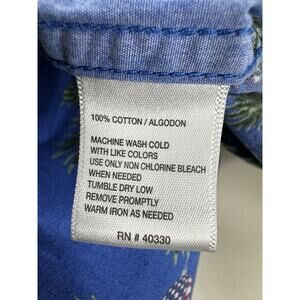 100% COTTON / ALGODON
MACHINE WASH COLD
WITH LIKE COLORS
USE ONLY NON CHLORINE BLEACH
WHEN NEEDED
TUMBLE DRY LOW
REMOVE PROMPTLY
WARM IRON AS NEEDED
RN # 40330